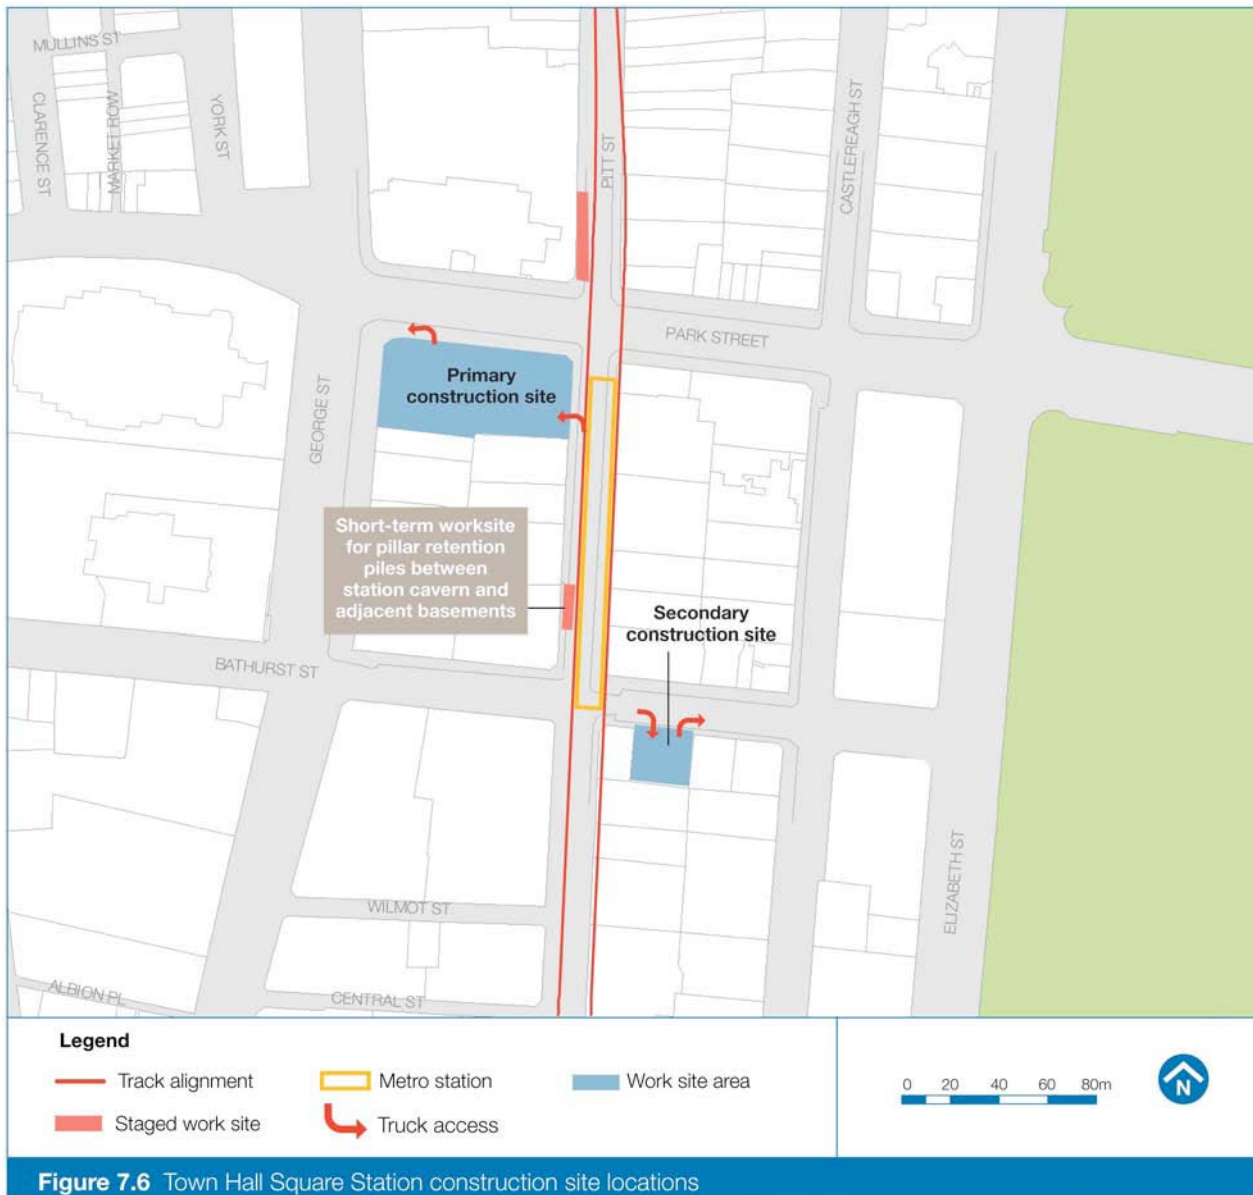 MULLINS ST
CLARENCE ST
MARKET ROW
YORK ST
PITT ST
CASTLEREAGH ST
PARK STREET
Primary
construction site
GEORGE ST
Short-term worksite
for pillar retention
piles between
station cavern and
adjacent basements
Secondary
construction site
BATHURST ST
ELIZABETH ST
WILMOT ST
ALBION PL
CENTRAL ST
Legend
Track alignment
Metro station
Work site area
Staged work site
Truck access
0 20 40 60 80m
N
Figure 7.6 Town Hall Square Station construction site locations